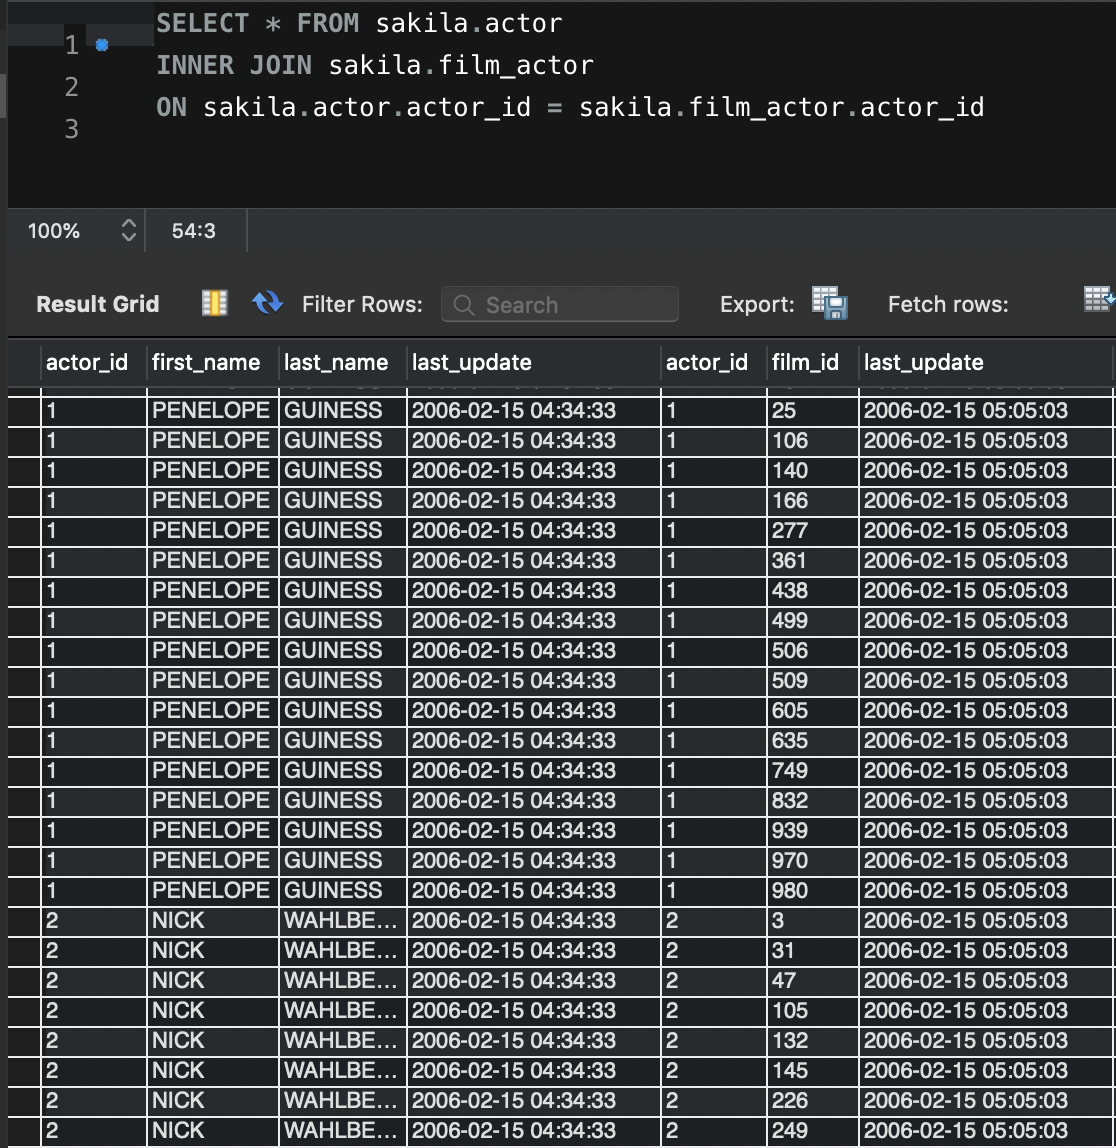 1 SELECT * FROM sakila.actor
2 INNER JOIN sakila.film_actor
3 ON sakila.actor.actor_id = sakila.film_actor.actor_id
100% 54:3
Result Grid Filter Rows: Search Export: Fetch rows:
actor_id first_name last_name last_update actor_id film_id last_update
1 PENELOPE GUINESS 2006-02-15 04:34:33 1 25 2006-02-15 05:05:03
1 PENELOPE GUINESS 2006-02-15 04:34:33 1 106 2006-02-15 05:05:03
1 PENELOPE GUINESS 2006-02-15 04:34:33 1 140 2006-02-15 05:05:03
1 PENELOPE GUINESS 2006-02-15 04:34:33 1 166 2006-02-15 05:05:03
1 PENELOPE GUINESS 2006-02-15 04:34:33 1 277 2006-02-15 05:05:03
1 PENELOPE GUINESS 2006-02-15 04:34:33 1 361 2006-02-15 05:05:03
1 PENELOPE GUINESS 2006-02-15 04:34:33 1 438 2006-02-15 05:05:03
1 PENELOPE GUINESS 2006-02-15 04:34:33 1 499 2006-02-15 05:05:03
1 PENELOPE GUINESS 2006-02-15 04:34:33 1 506 2006-02-15 05:05:03
1 PENELOPE GUINESS 2006-02-15 04:34:33 1 509 2006-02-15 05:05:03
1 PENELOPE GUINESS 2006-02-15 04:34:33 1 605 2006-02-15 05:05:03
1 PENELOPE GUINESS 2006-02-15 04:34:33 1 635 2006-02-15 05:05:03
1 PENELOPE GUINESS 2006-02-15 04:34:33 1 749 2006-02-15 05:05:03
1 PENELOPE GUINESS 2006-02-15 04:34:33 1 832 2006-02-15 05:05:03
1 PENELOPE GUINESS 2006-02-15 04:34:33 1 939 2006-02-15 05:05:03
1 PENELOPE GUINESS 2006-02-15 04:34:33 1 970 2006-02-15 05:05:03
1 PENELOPE GUINESS 2006-02-15 04:34:33 1 980 2006-02-15 05:05:03
2 NICK WAHLBE... 2006-02-15 04:34:33 2 3 2006-02-15 05:05:03
2 NICK WAHLBE... 2006-02-15 04:34:33 2 31 2006-02-15 05:05:03
2 NICK WAHLBE... 2006-02-15 04:34:33 2 47 2006-02-15 05:05:03
2 NICK WAHLBE... 2006-02-15 04:34:33 2 105 2006-02-15 05:05:03
2 NICK WAHLBE... 2006-02-15 04:34:33 2 132 2006-02-15 05:05:03
2 NICK WAHLBE... 2006-02-15 04:34:33 2 145 2006-02-15 05:05:03
2 NICK WAHLBE... 2006-02-15 04:34:33 2 226 2006-02-15 05:05:03
2 NICK WAHLBE... 2006-02-15 04:34:33 2 249 2006-02-15 05:05:03